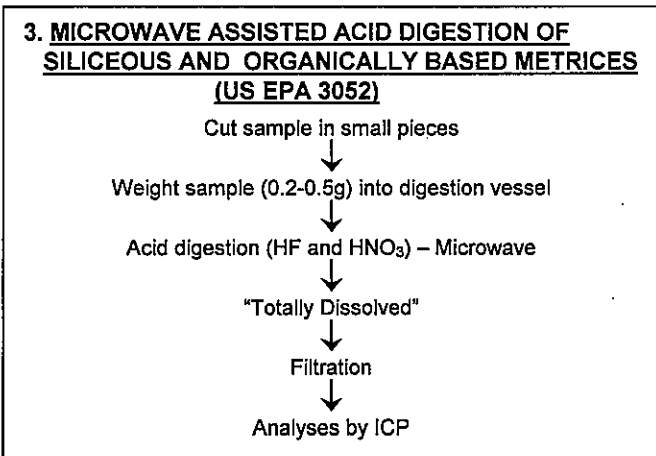 3. MICROWAVE ASSISTED ACID DIGESTION OF
SILICEOUS AND ORGANICALLY BASED METRICES
(US EPA 3052)
Cut sample in small pieces
Weight sample (0.2-0.5g) into digestion vessel
Acid digestion (HF and HNO₃) – Microwave
"Totally Dissolved"
Filtration
Analyses by ICP